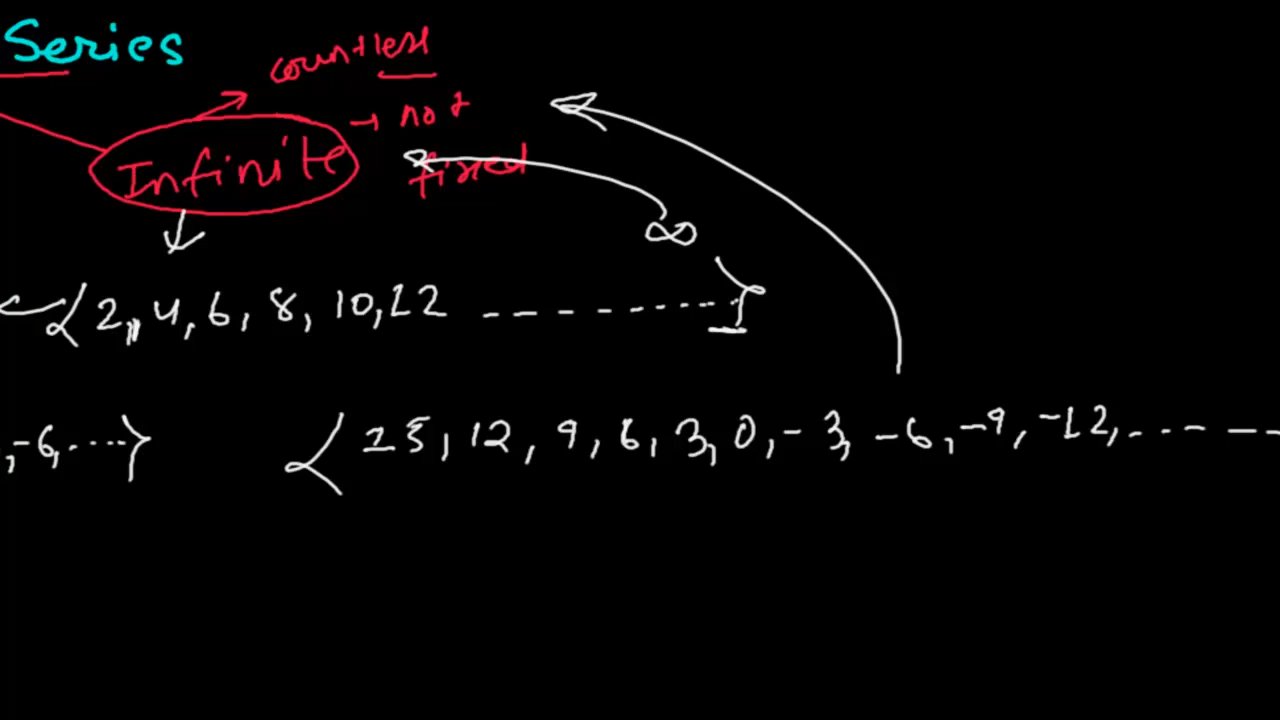 Series
countless
Infinite → not
fixed
∞
<2, 4, 6, 8, 10, 12 ---------->
, -6, ....> <15, 12, 9, 6, 3, 0, -3, -6, -9, -12, ..... --